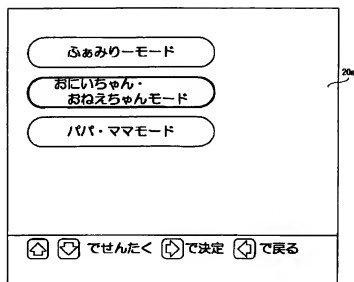 ふぁみりーモード
おにいちゃん・
おねえちゃんモード
パパ・ママモード
でせんたく で決定 で戻る